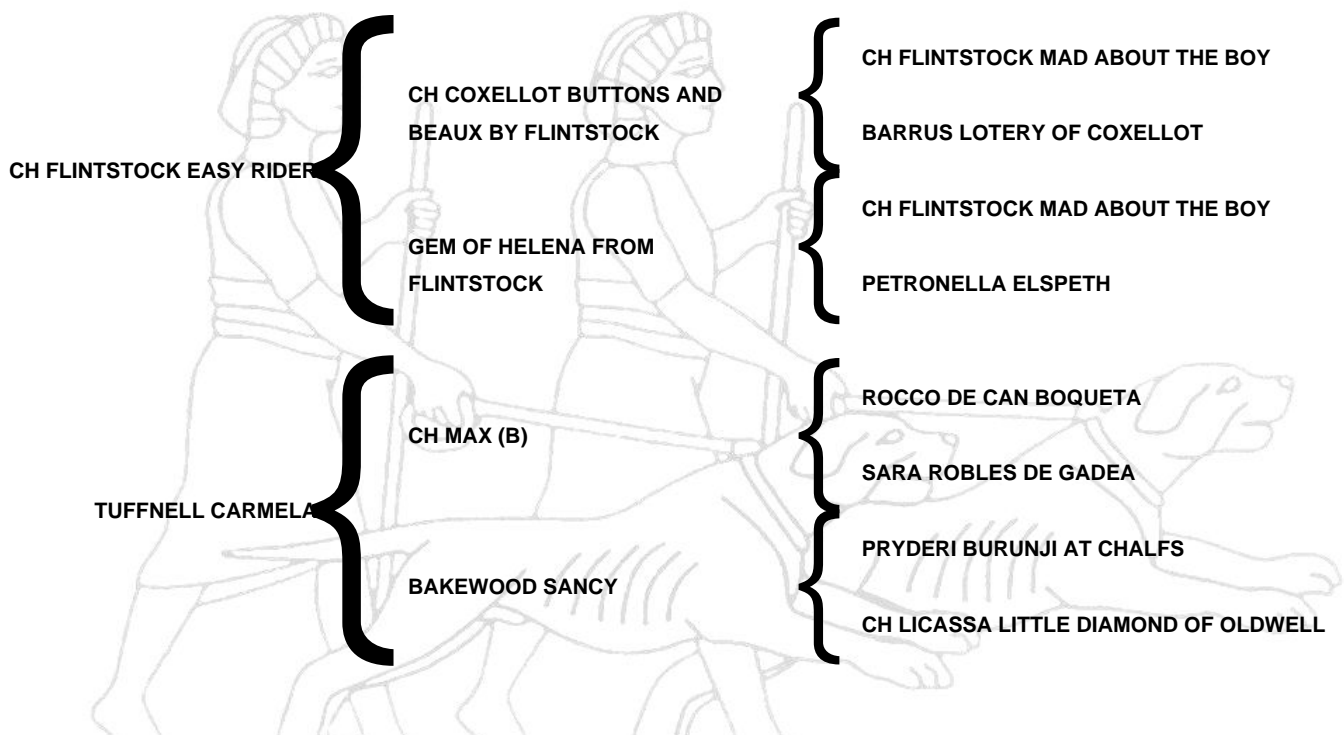 CH FLINTSTOCK MAD ABOUT THE BOY
CH COXELLOT BUTTONS AND
BEAUX BY FLINTSTOCK
BARRUS LOTERY OF COXELLOT
CH FLINTSTOCK EASY RIDER
CH FLINTSTOCK MAD ABOUT THE BOY
GEM OF HELENA FROM
FLINTSTOCK
PETRONELLA ELSPETH
ROCCO DE CAN BOQUETA
CH MAX (B)
SARA ROBLES DE GADEA
TUFFNELL CARMELA
PRYDERI BURUNJI AT CHALFS
BAKEWOOD SANCY
CH LICASSA LITTLE DIAMOND OF OLDWELL